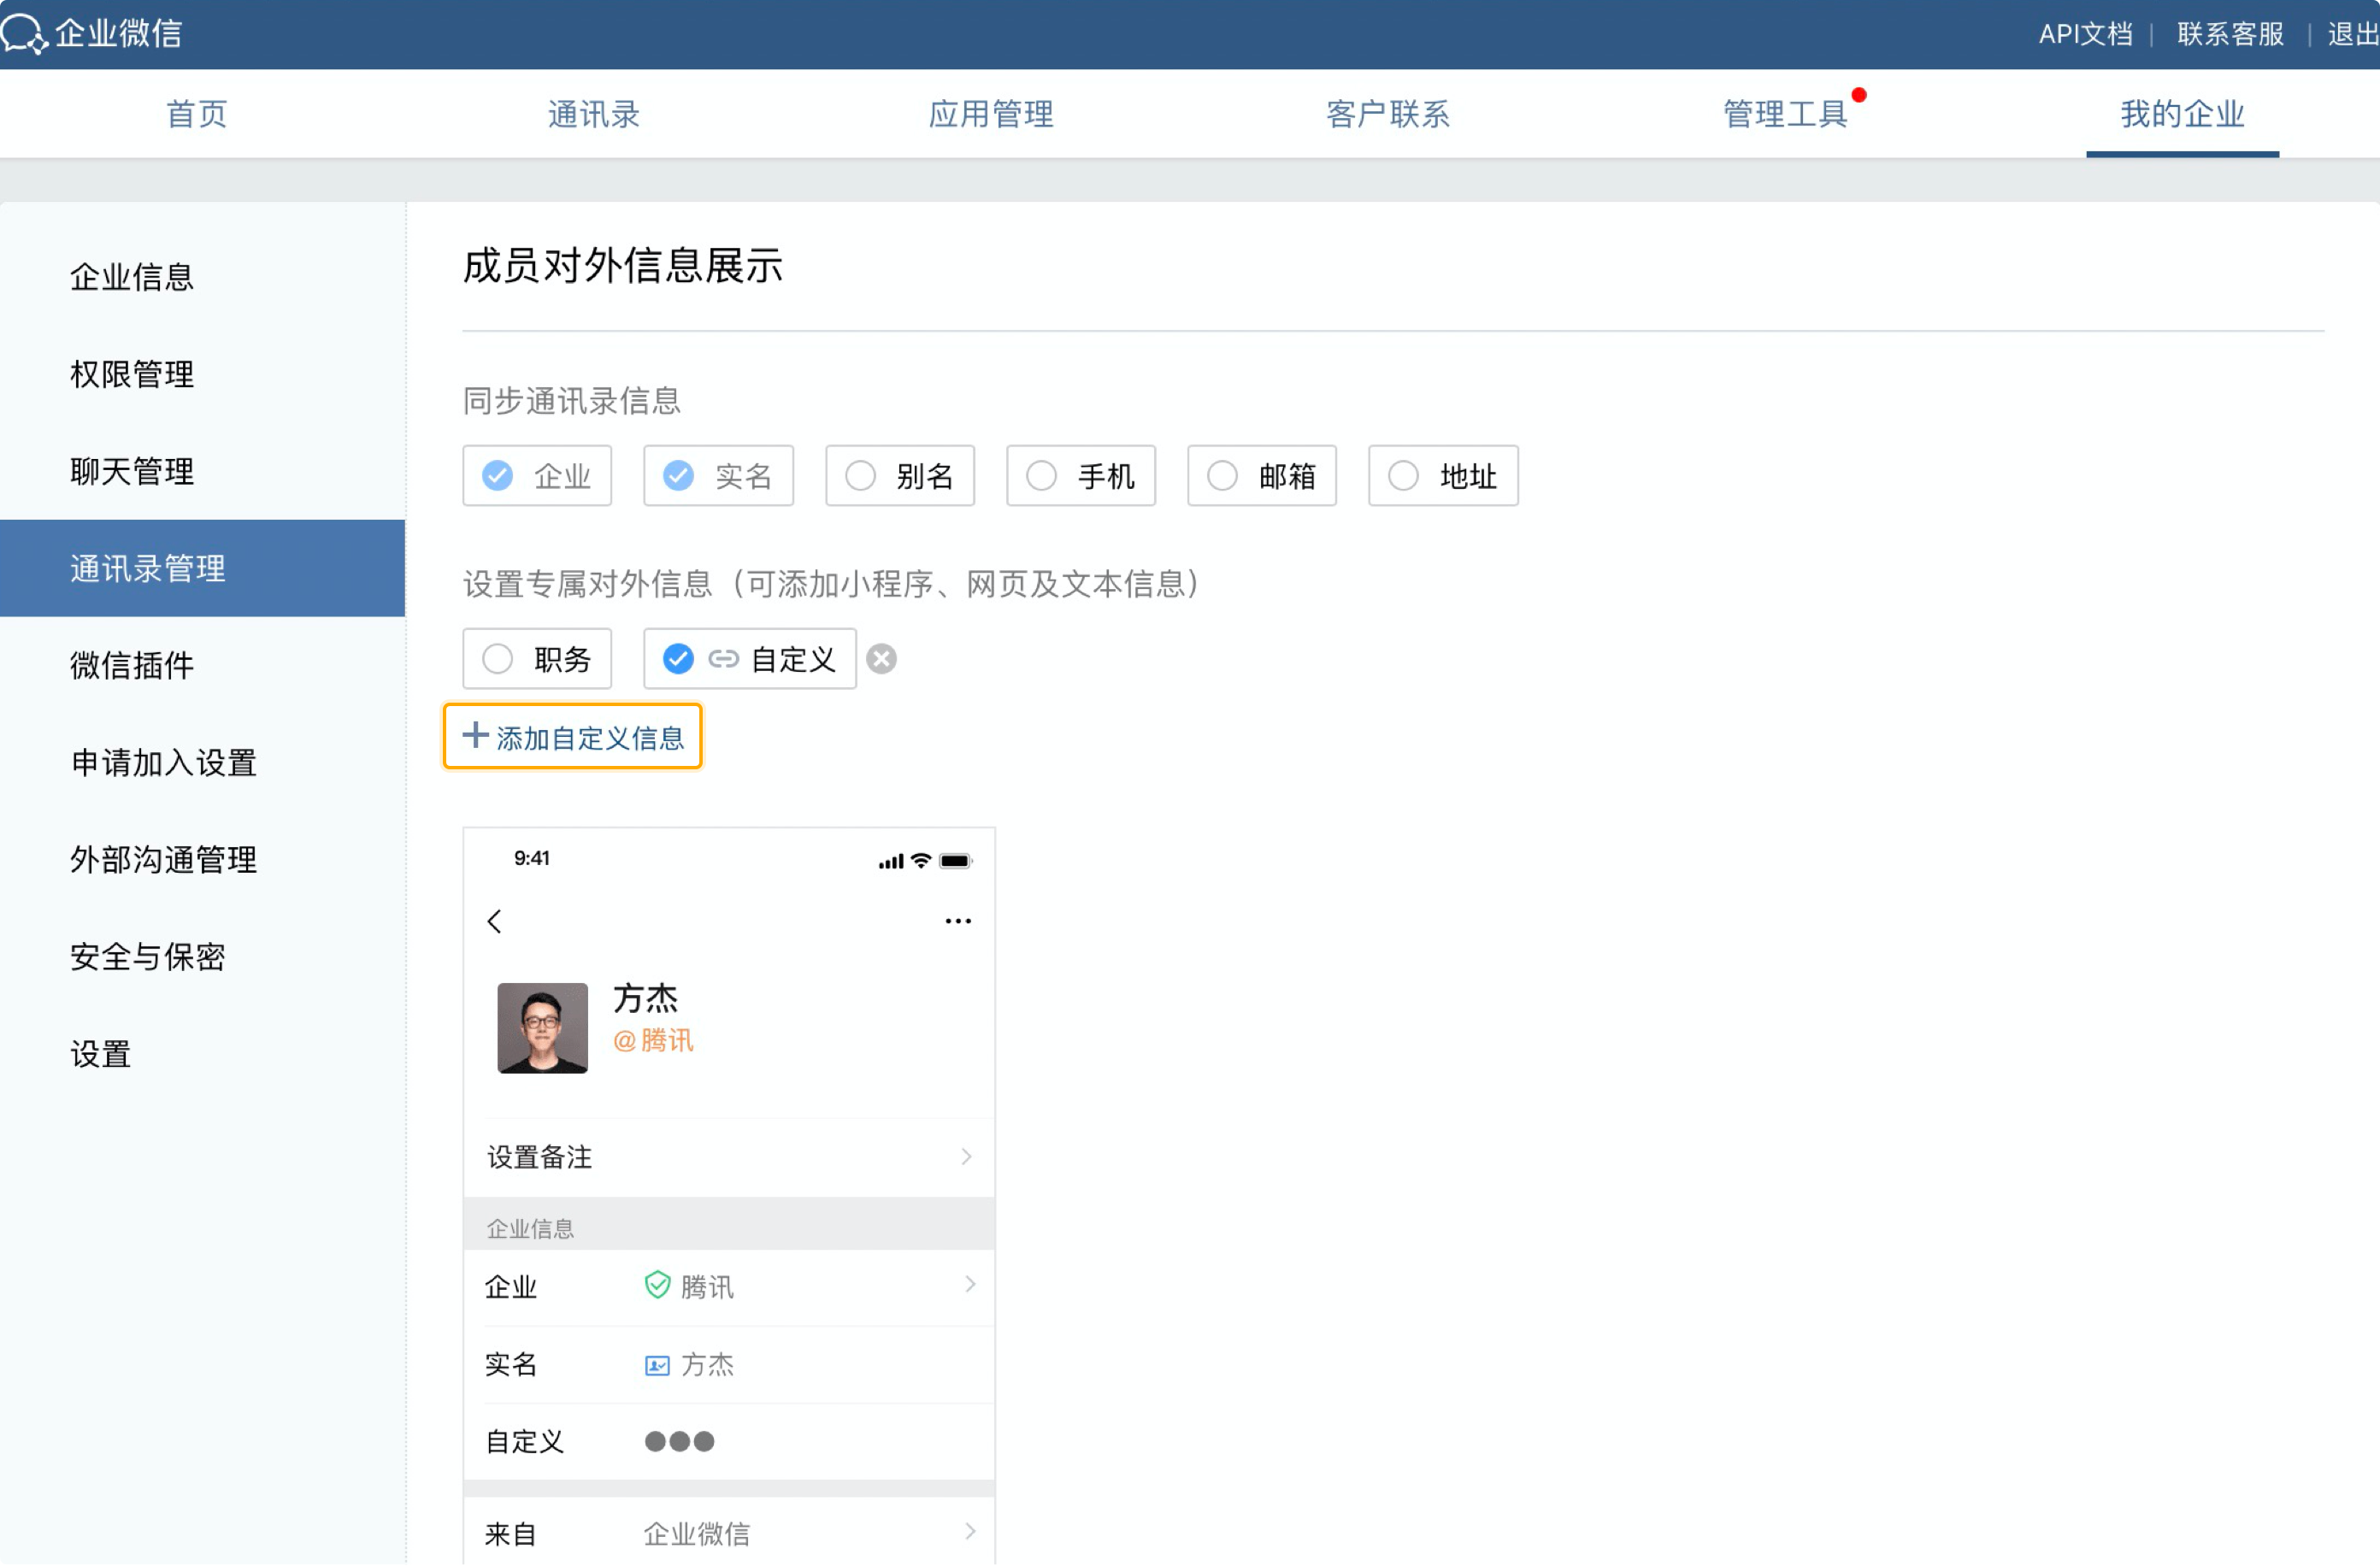 企业微信
API文档 | 联系客服 | 退出
首页 通讯录 应用管理 客户联系 管理工具 我的企业
企业信息
权限管理
聊天管理
通讯录管理
微信插件
申请加入设置
外部沟通管理
安全与保密
设置
成员对外信息展示
同步通讯录信息
企业 实名 别名 手机 邮箱 地址
设置专属对外信息（可添加小程序、网页及文本信息）
职务 自定义
+添加自定义信息
9:41
方杰
@腾讯
设置备注
企业信息
企业 腾讯
实名 方杰
自定义
来自 企业微信